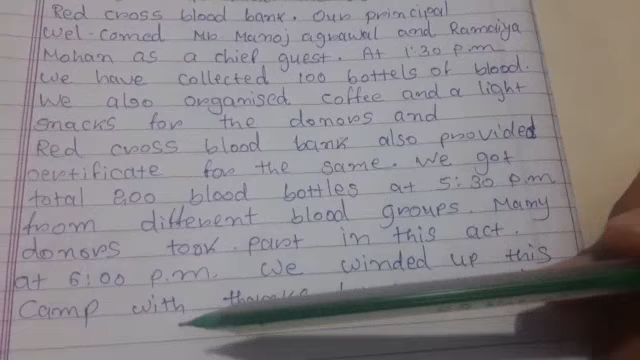 Red cross blood bank. Our principal
Wel-comed Mr. Manoj agrawal and Ramaiya
Mohan as a chief guest. At 1:30 p.m
We have collected 100 bottels of blood.
We also organised coffee and a light
snacks for the donors and
Red cross blood bank also provided
certificate for the same. We got
total 200 blood bottles at 5:30 p.m
from different blood groups. Many
donors took part in this act.
at 6:00 p.m. We winded up this
Camp with